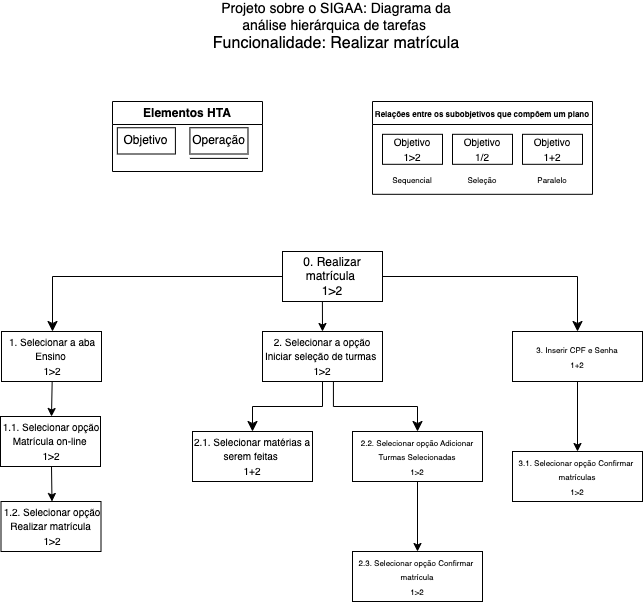 Projeto sobre o SIGAA: Diagrama da
análise hierárquica de tarefas
Funcionalidade: Realizar matrícula
Elementos HTA
Objetivo
Operação
Relações entre os subobjetivos que compõem um plano
Objetivo
1>2
Objetivo
1/2
Objetivo
1+2
Sequencial
Seleção
Paralelo
0. Realizar
matrícula
1>2
1. Selecionar a aba
Ensino
1>2
2. Selecionar a opção
Iniciar seleção de turmas
1>2
3. Inserir CPF e Senha
1+2
1.1. Selecionar opção
Matrícula on-line
1>2
2.1. Selecionar matérias a
serem feitas
1+2
2.2. Selecionar opção Adicionar
Turmas Selecionadas
1>2
3.1. Selecionar opção Confirmar
matrículas
1>2
1.2. Selecionar opção
Realizar matrícula
1>2
2.3. Selecionar opção Confirmar
matrícula
1>2